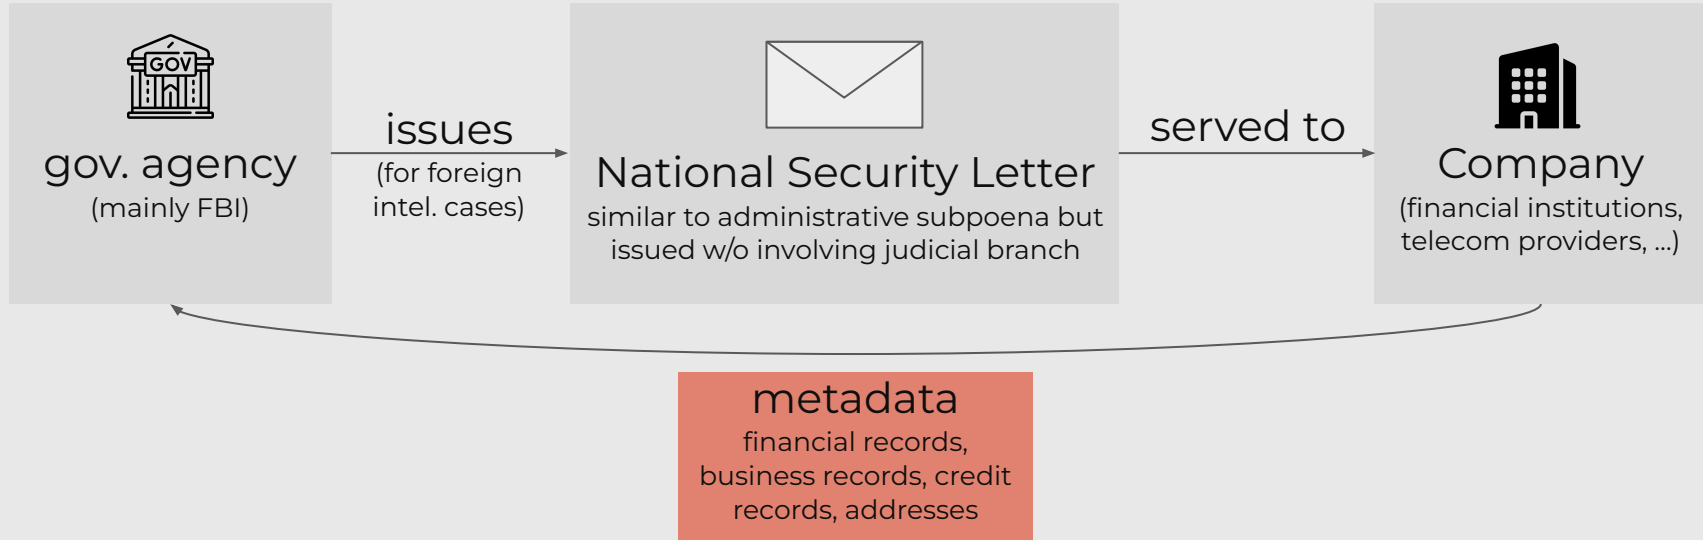 GOV
gov. agency
(mainly FBI)
issues
(for foreign
intel. cases)
National Security Letter
similar to administrative subpoena but
issued w/o involving judicial branch
served to
Company
(financial institutions,
telecom providers, ...)
metadata
financial records,
business records, credit
records, addresses